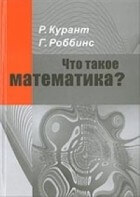 Р. Курант
Г. Роббинс
Что такое
математика?